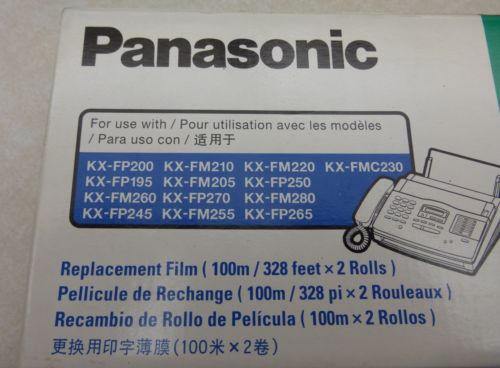 Panasonic
For use with / Pour utilisation avec les modèles
/ Para uso con / 适用于
KX-FP200 KX-FM210 KX-FM220 KX-FMC230
KX-FP195 KX-FM205 KX-FP250
KX-FM260 KX-FP270 KX-FM280
KX-FP245 KX-FM255 KX-FP265
Replacement Film ( 100m / 328 feet × 2 Rolls )
Pellicule de Rechange ( 100m / 328 pi × 2 Rouleaux )
Recambio de Rollo de Película ( 100m × 2 Rollos )
更换用印字薄膜(100米×2卷)